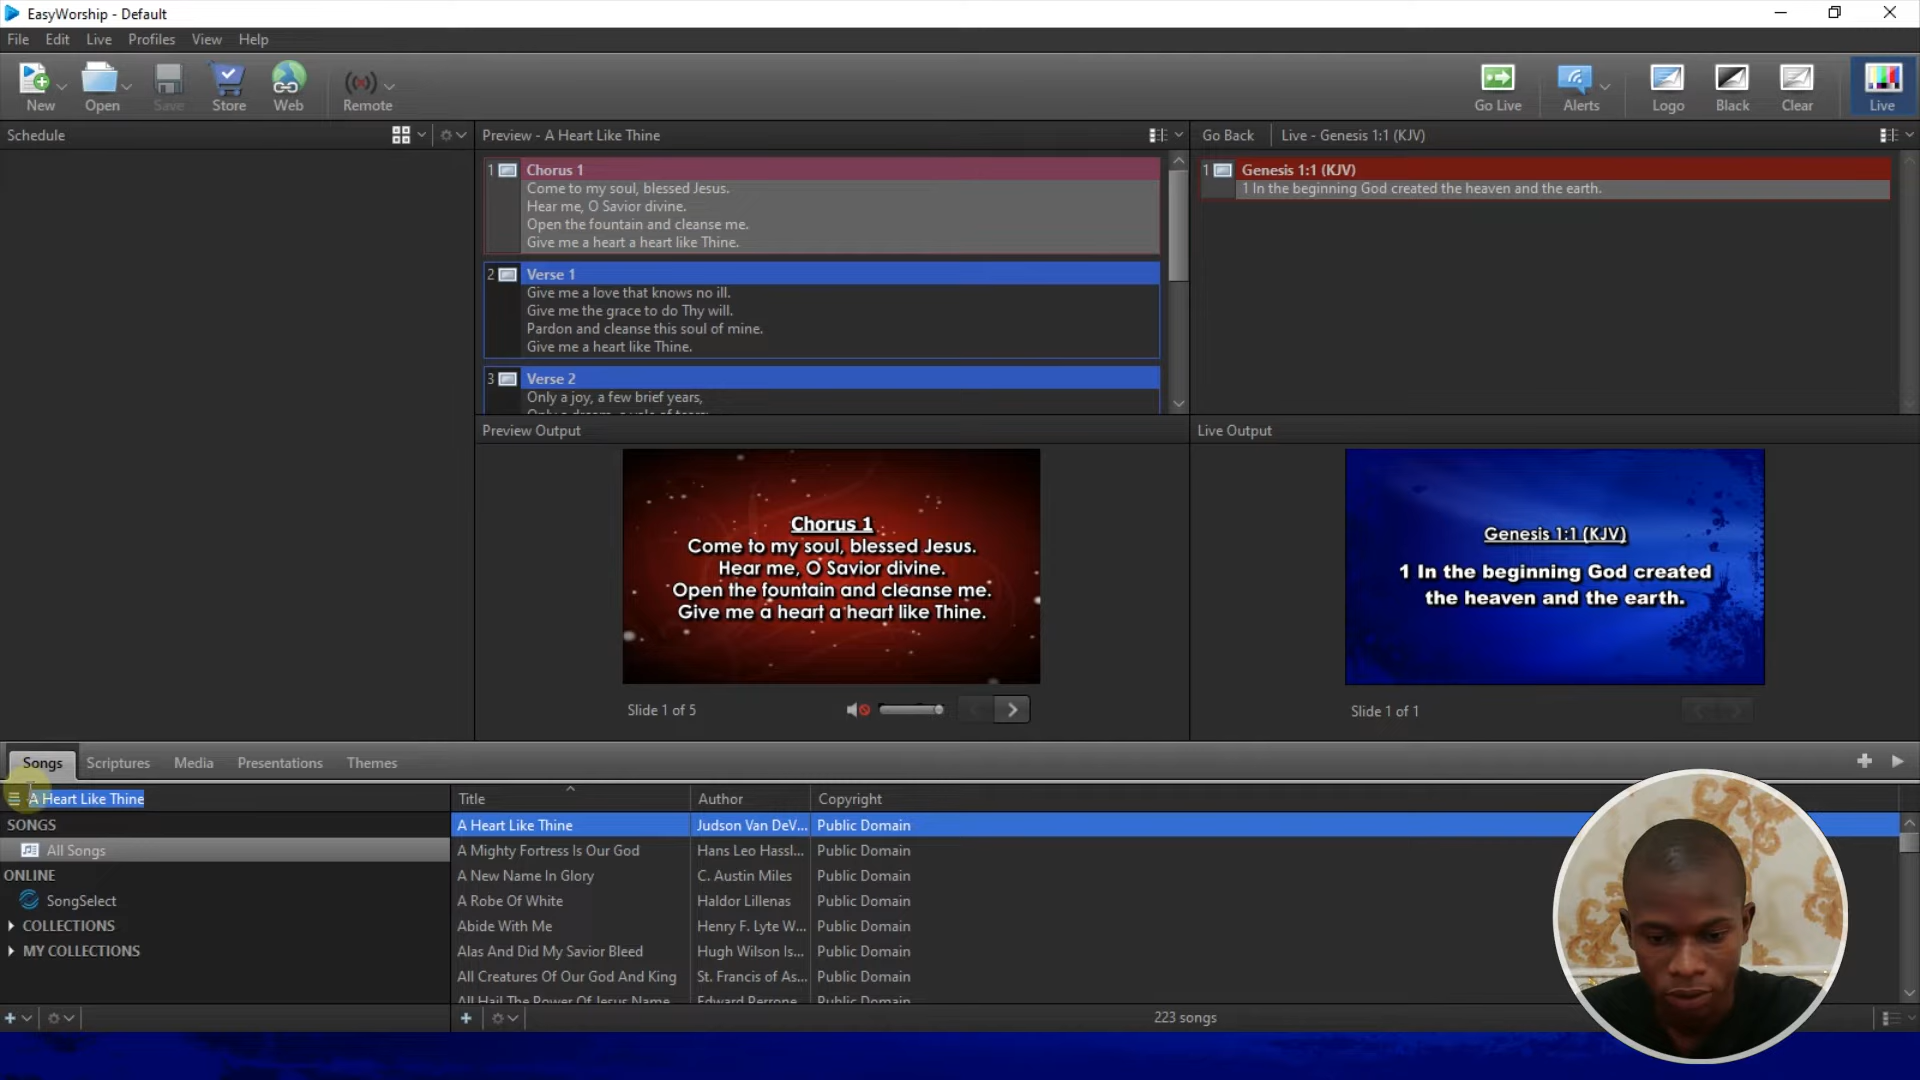 EasyWorship - Default
File Edit Live Profiles View Help
New Open Save Store Web Remote Go Live Alerts Logo Black Clear Live
Schedule
Preview - A Heart Like Thine
1 Chorus 1
Come to my soul, blessed Jesus.
Hear me, O Savior divine.
Open the fountain and cleanse me.
Give me a heart a heart like Thine.
2 Verse 1
Give me a love that knows no ill.
Give me the grace to do Thy will.
Pardon and cleanse this soul of mine.
Give me a heart like Thine.
3 Verse 2
Only a joy, a few brief years,
Go Back Live - Genesis 1:1 (KJV)
1 Genesis 1:1 (KJV)
1 In the beginning God created the heaven and the earth.
Preview Output
Chorus 1
Come to my soul, blessed Jesus.
Hear me, O Savior divine.
Open the fountain and cleanse me.
Give me a heart a heart like Thine.
Slide 1 of 5
Live Output
Genesis 1:1 (KJV)
1 In the beginning God created
the heaven and the earth.
Slide 1 of 1
Songs Scriptures Media Presentations Themes
A Heart Like Thine
SONGS
All Songs
ONLINE
SongSelect
COLLECTIONS
MY COLLECTIONS
Title Author Copyright
A Heart Like Thine Judson Van DeV... Public Domain
A Mighty Fortress Is Our God Hans Leo Hassl... Public Domain
A New Name In Glory C. Austin Miles Public Domain
A Robe Of White Haldor Lillenas Public Domain
Abide With Me Henry F. Lyte W... Public Domain
Alas And Did My Savior Bleed Hugh Wilson Is... Public Domain
All Creatures Of Our God And King St. Francis of As... Public Domain
All Hail The Power Of Jesus Name Edward Perrone Public Domain
223 songs